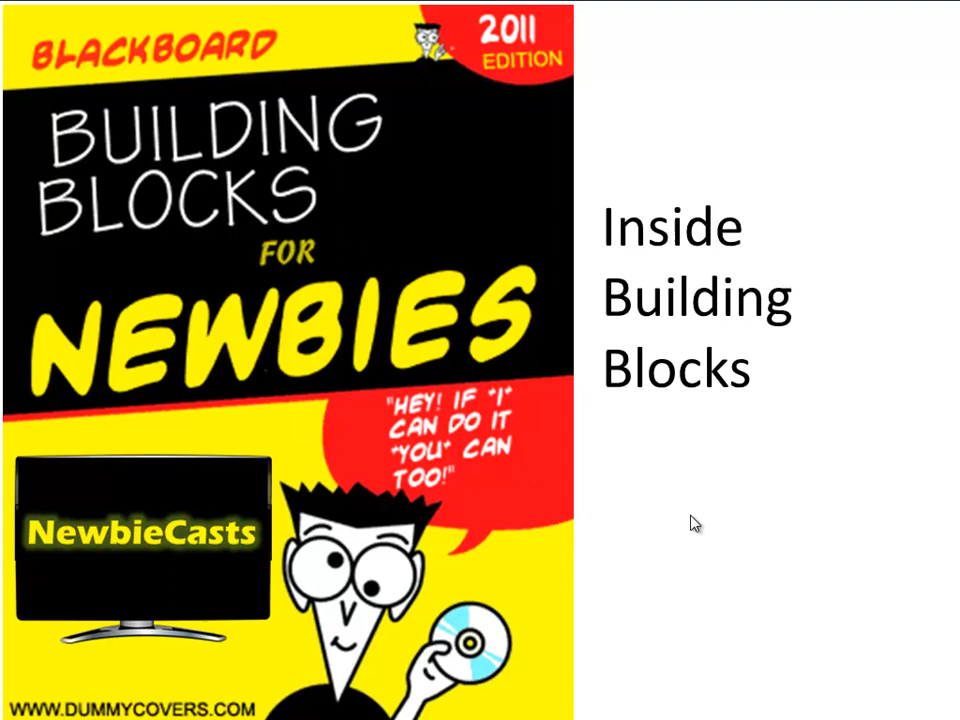 BLACKBOARD
2011
EDITION
BUILDING
BLOCKS
FOR
NEWBIES
"HEY! IF *I*
CAN DO IT
*YOU* CAN
TOO!"
NewbieCasts
WWW.DUMMYCOVERS.COM
Inside
Building
Blocks